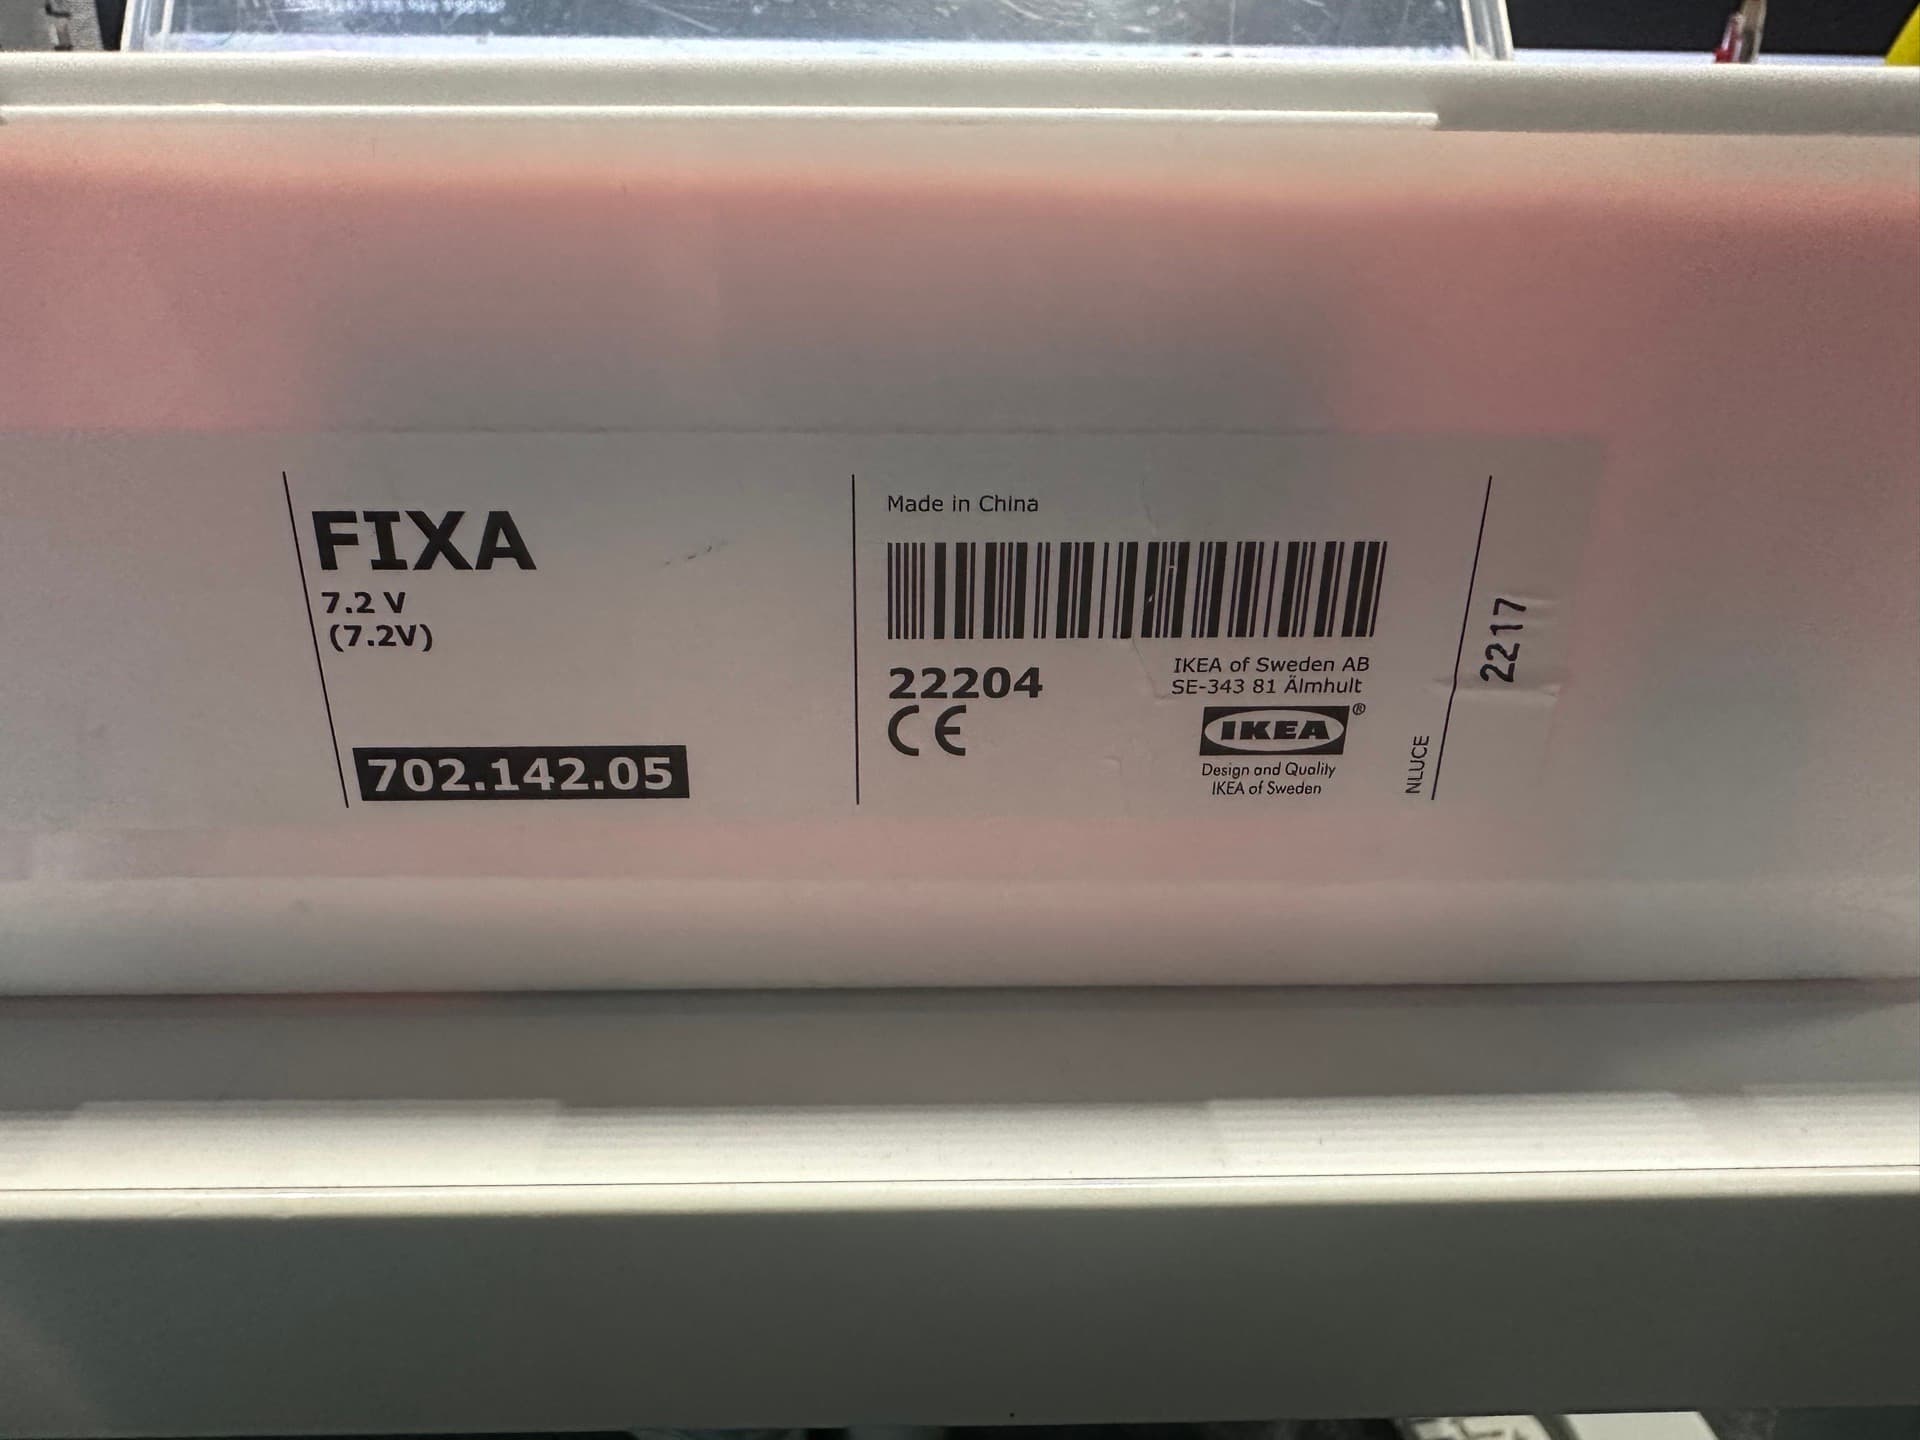 FIXA
7.2 V
(7.2V)
702.142.05
Made in China
22204
CE
IKEA of Sweden AB
SE-343 81 Älmhult
IKEA®
Design and Quality
IKEA of Sweden
NLUCE
2217